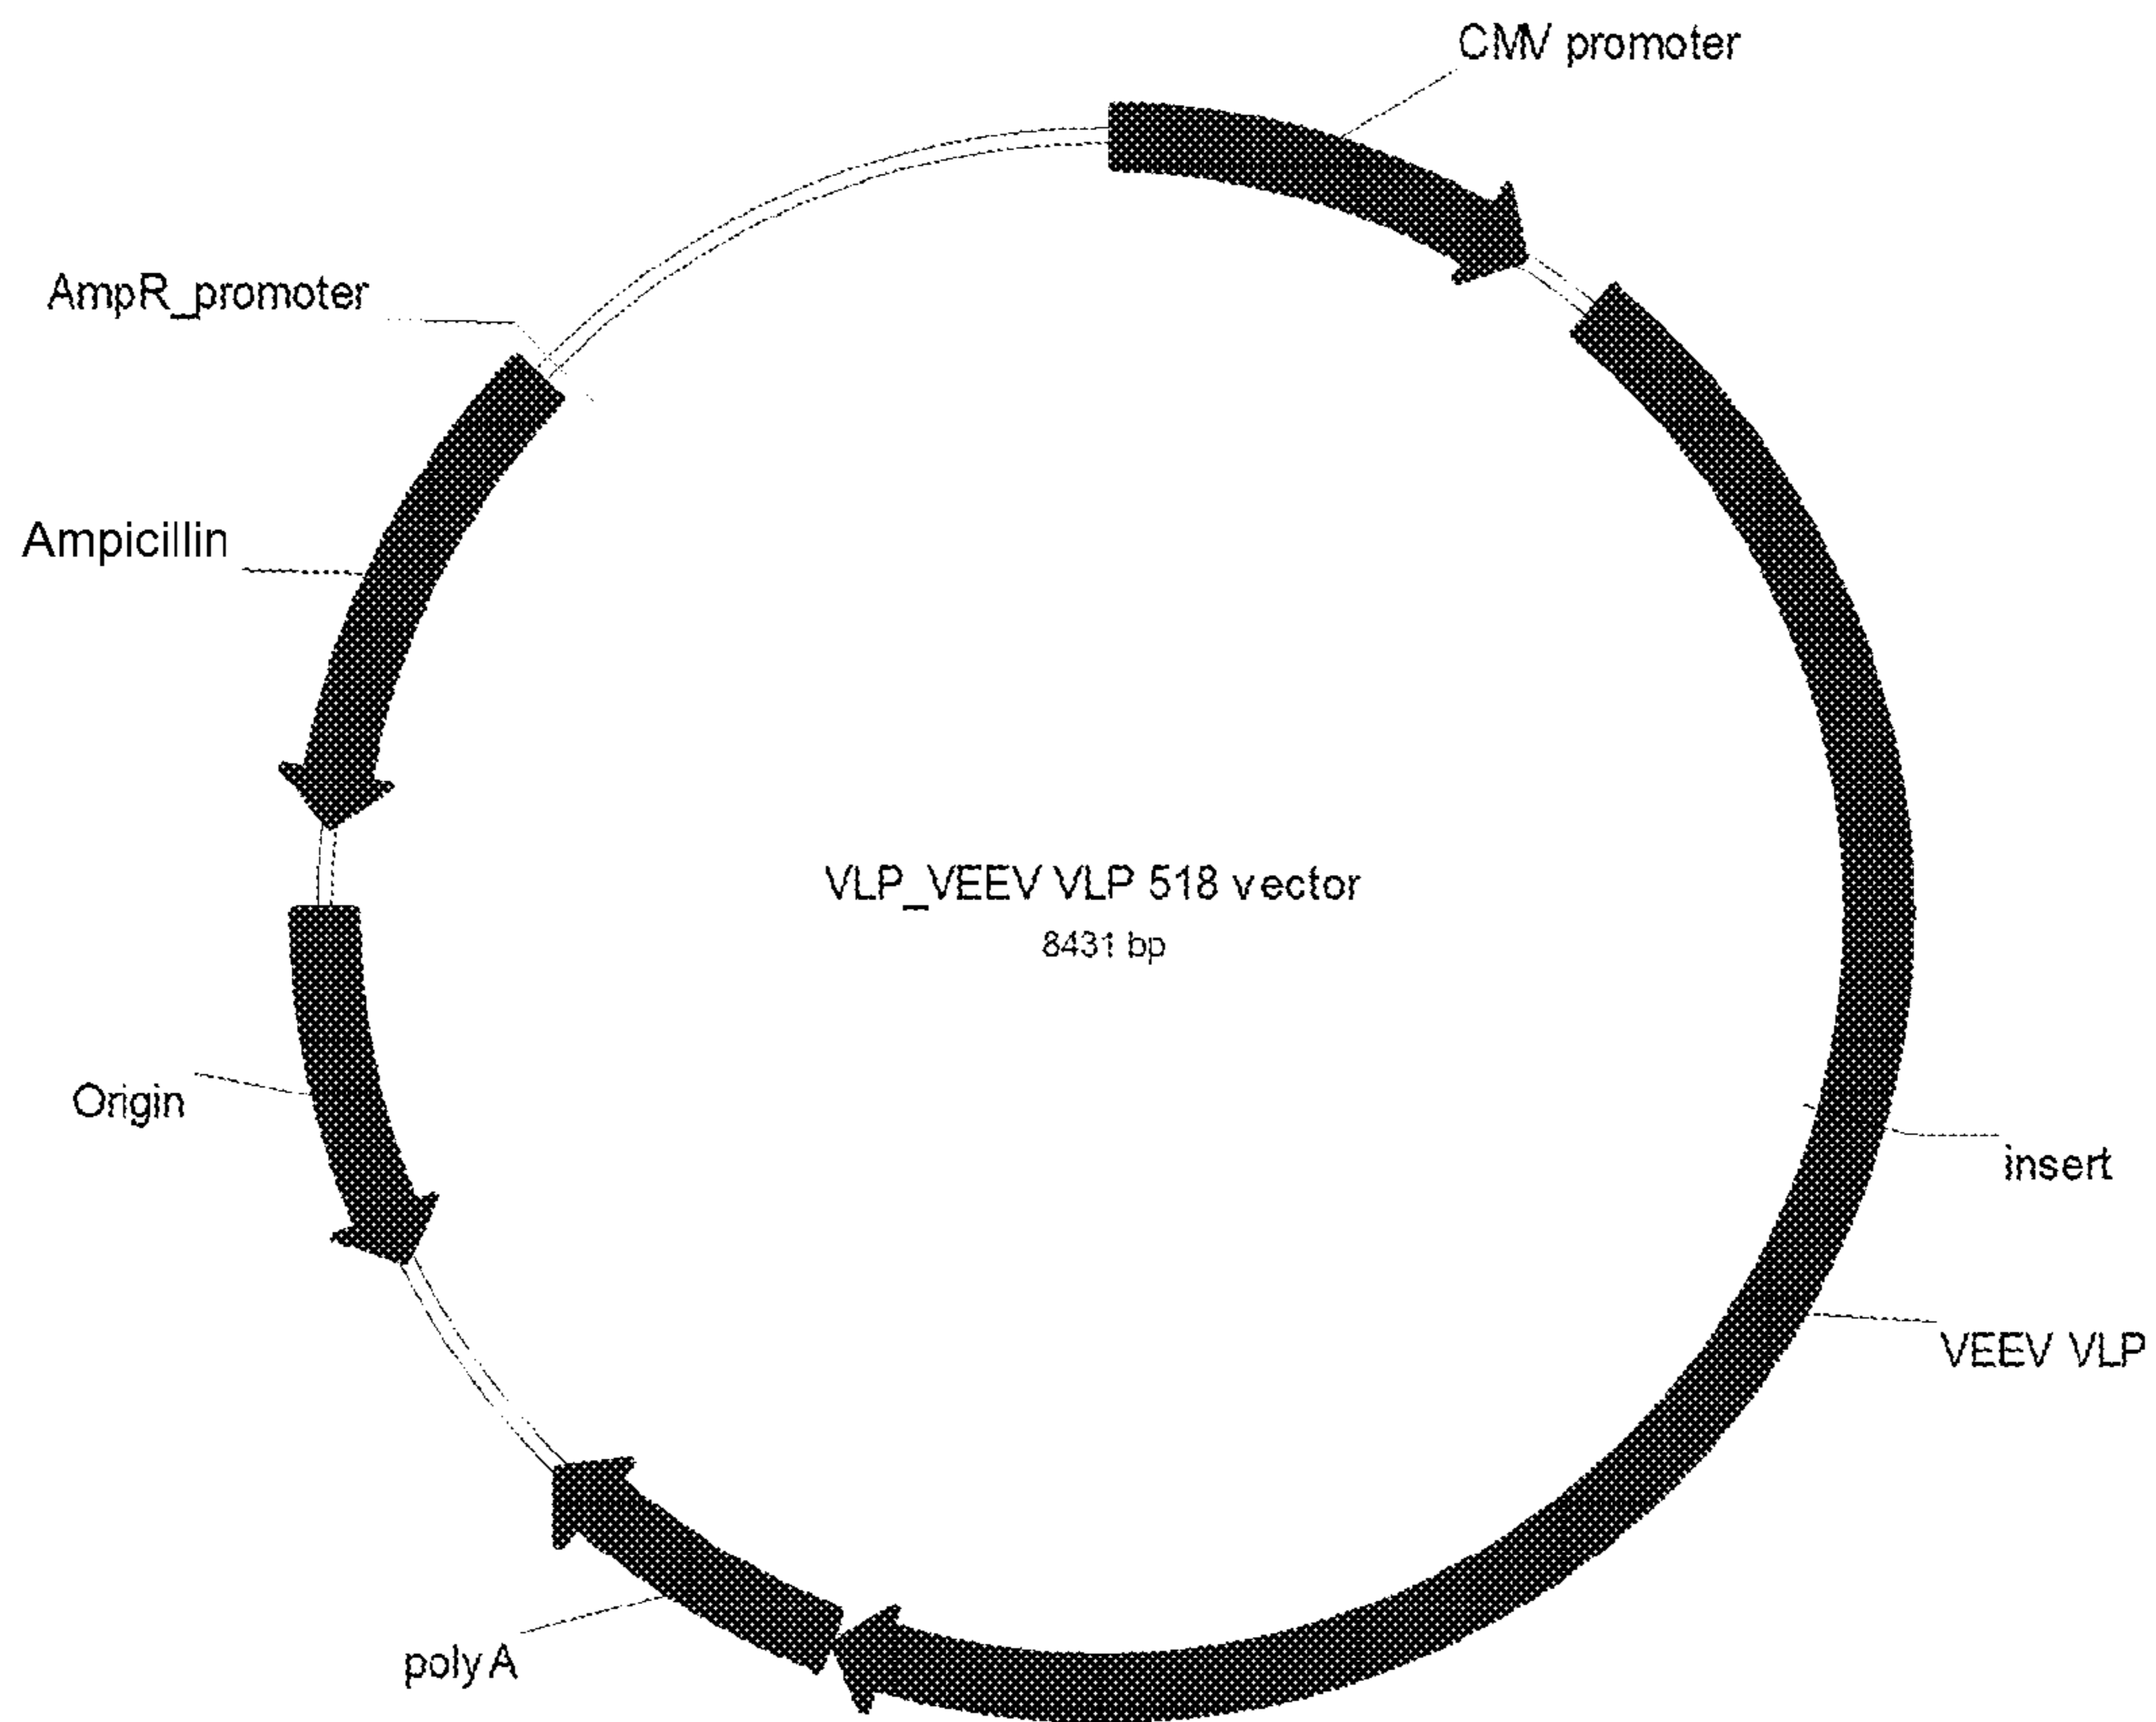 CMV promoter
AmpR_promoter
Ampicillin
VLP_VEEV VLP 518 vector
8431 bp
Origin
insert
VEEV VLP
poly A